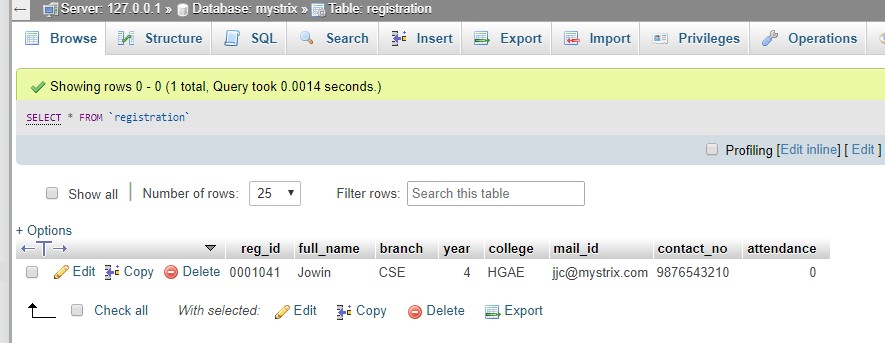 Server: 127.0.0.1 » Database: mystrix » Table: registration
Browse Structure SQL Search Insert Export Import Privileges Operations
Showing rows 0 - 0 (1 total, Query took 0.0014 seconds.)
SELECT * FROM `registration`
Profiling [Edit inline] [ Edit ]
Show all Number of rows: 25 Filter rows: Search this table
+ Options
←T→ reg_id full_name branch year college mail_id contact_no attendance
Edit Copy Delete 0001041 Jowin CSE 4 HGAE jjc@mystrix.com 9876543210 0
Check all With selected: Edit Copy Delete Export